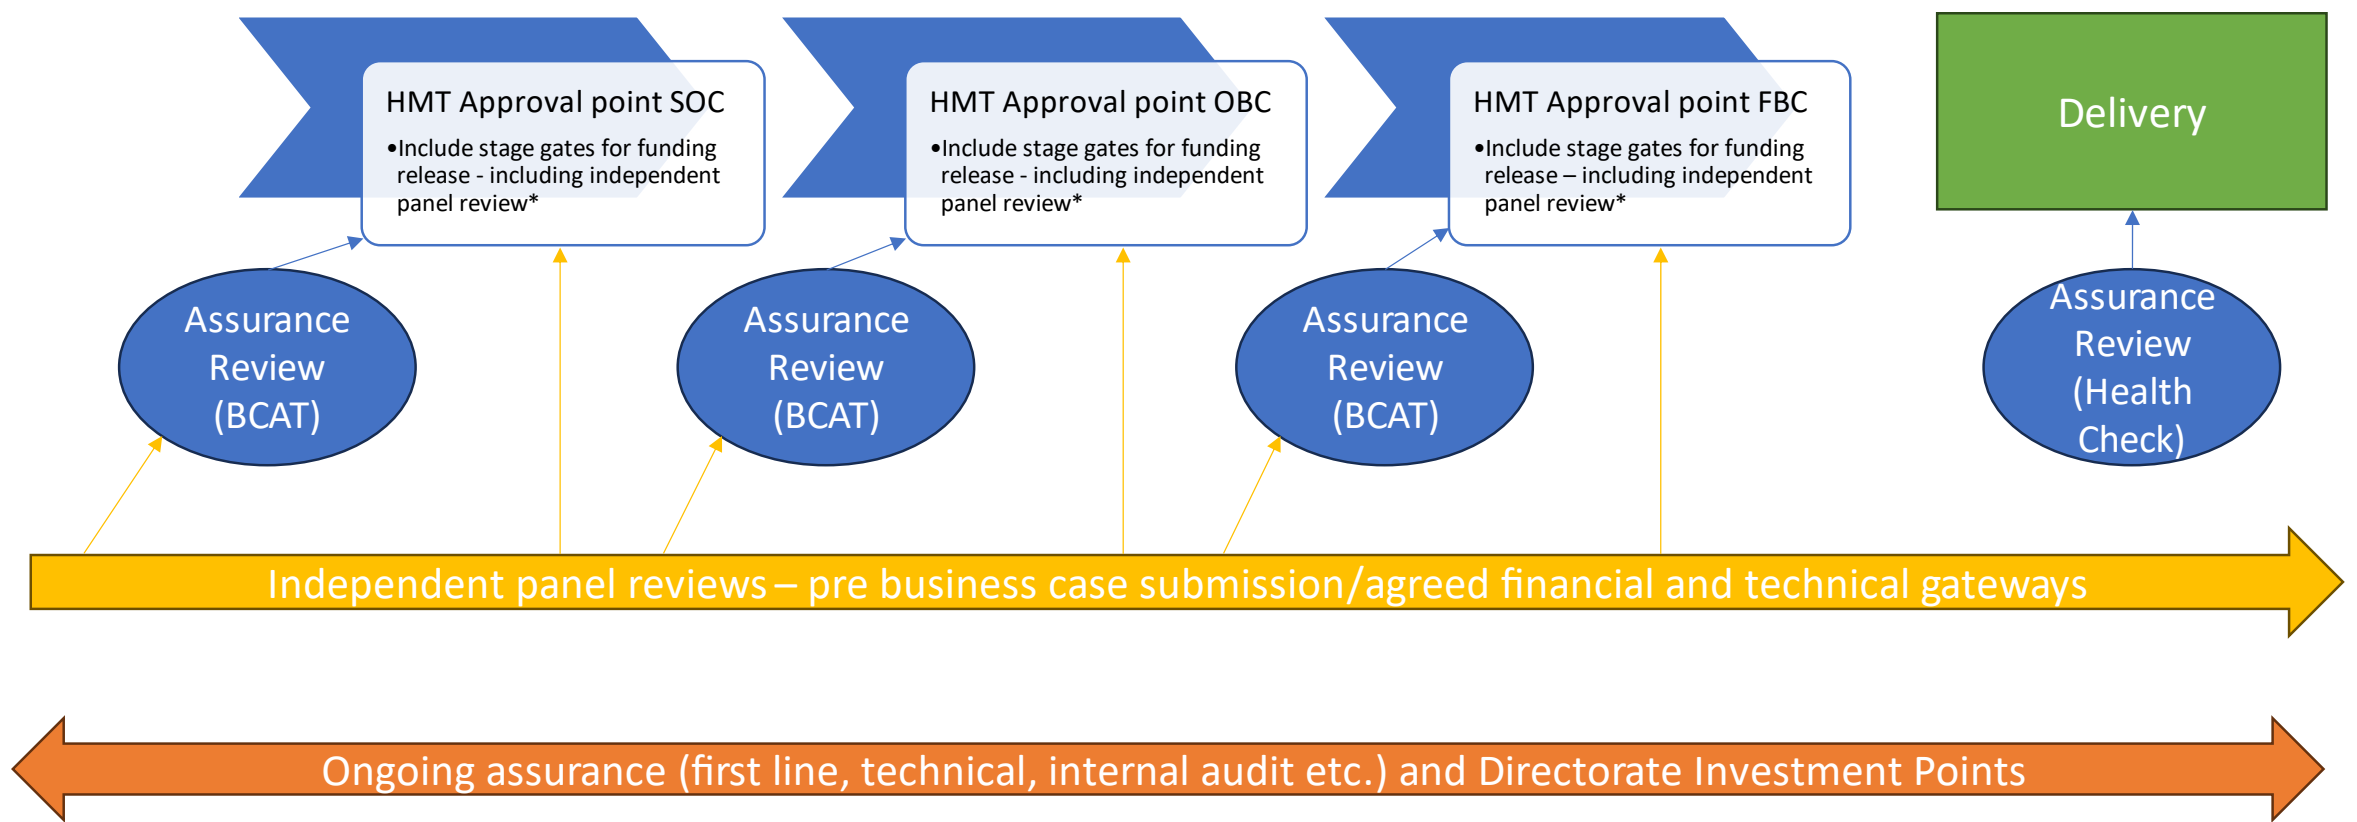 HMT Approval point SOC
•Include stage gates for funding
release - including independent
panel review*
HMT Approval point OBC
•Include stage gates for funding
release - including independent
panel review*
HMT Approval point FBC
•Include stage gates for funding
release – including independent
panel review*
Delivery
Assurance
Review
(BCAT)
Assurance
Review
(BCAT)
Assurance
Review
(BCAT)
Assurance
Review
(Health
Check)
Independent panel reviews – pre business case submission/agreed financial and technical gateways
Ongoing assurance (first line, technical, internal audit etc.) and Directorate Investment Points